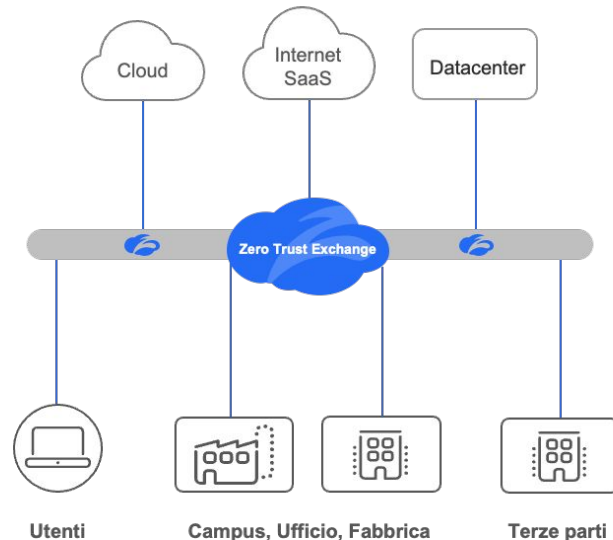 Cloud
Internet
SaaS
Datacenter
Zero Trust Exchange
Utenti
Campus, Ufficio, Fabbrica
Terze parti